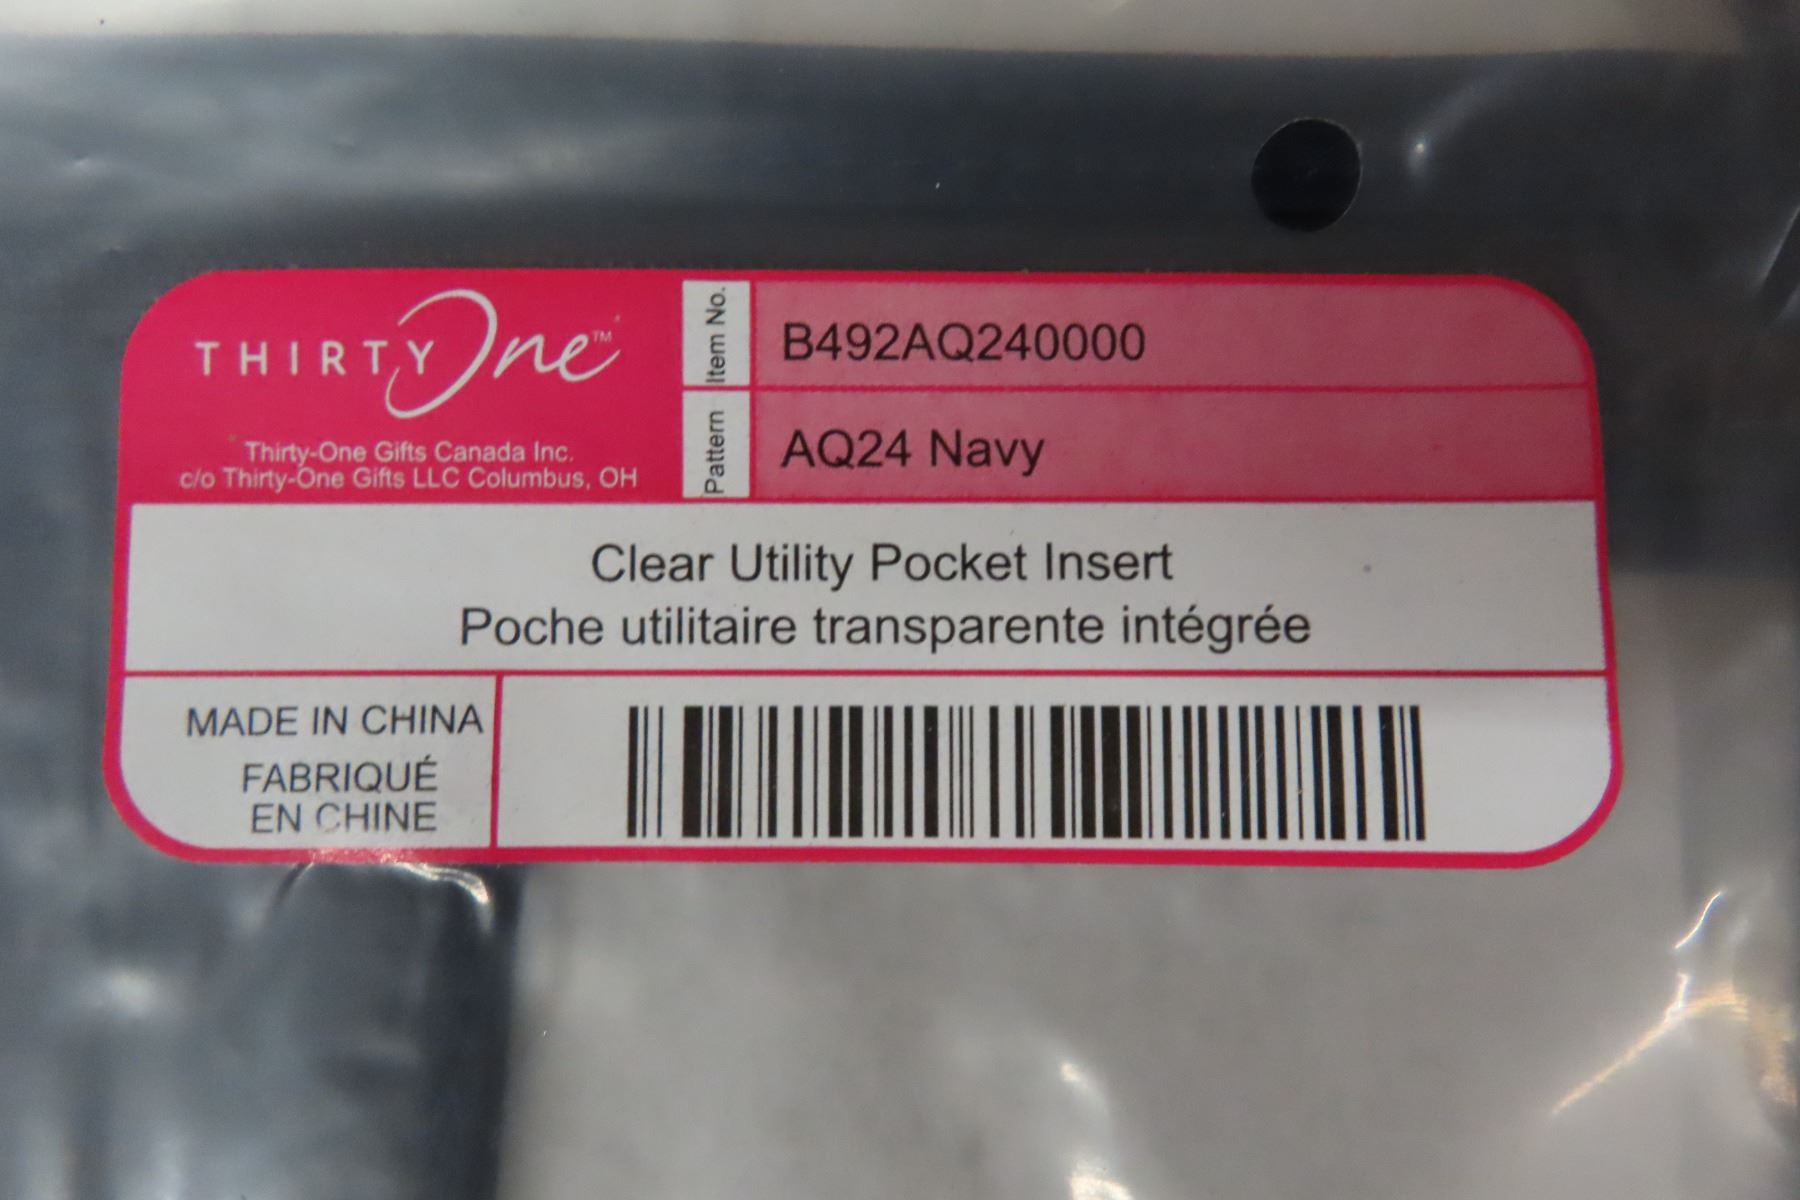 THIRTY One™
Thirty-One Gifts Canada Inc.
c/o Thirty-One Gifts LLC Columbus, OH
Item No.
B492AQ240000
Pattern
AQ24 Navy
Clear Utility Pocket Insert
Poche utilitaire transparente intégrée
MADE IN CHINA
FABRIQUÉ
EN CHINE